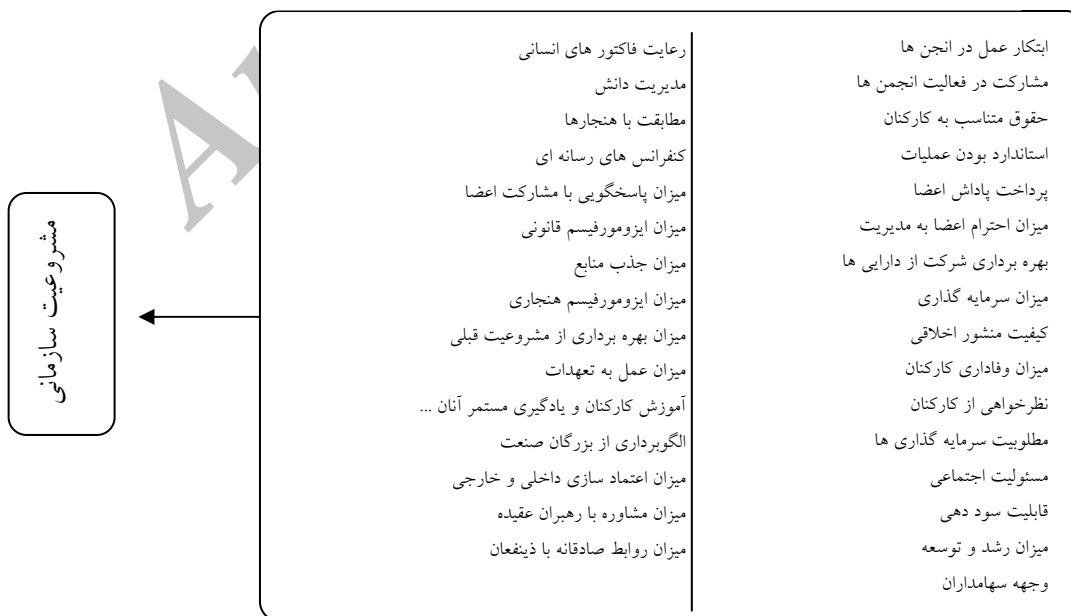 ابتکار عمل در انجن ها
مشارکت در فعالیت انجمن ها
حقوق متناسب به کارکنان
استاندارد بودن عملیات
پرداخت پاداش اعضا
میزان احترام اعضا به مدیریت
بهره برداری شرکت از دارایی ها
میزان سرمایه گذاری
کیفیت منشور اخلاقی
میزان وفاداری کارکنان
نظرخواهی از کارکنان
مطلوبیت سرمایه گذاری ها
مسئولیت اجتماعی
قابلیت سود دهی
میزان رشد و توسعه
وجهه سهامداران
رعایت فاکتور های انسانی
مدیریت دانش
مطابقت با هنجارها
کنفرانس های رسانه ای
میزان پاسخگویی با مشارکت اعضا
میزان ایزومورفیسم قانونی
میزان جذب منابع
میزان ایزومورفیسم هنجاری
میزان بهره برداری از مشروعیت قبلی
میزان عمل به تعهدات
آموزش کارکنان و یادگیری مستمر آنان ...
الگوبرداری از بزرگان صنعت
میزان اعتماد سازی داخلی و خارجی
میزان مشاوره با رهبران عقیده
میزان روابط صادقانه با ذینفعان
مشروعیت سازمانی